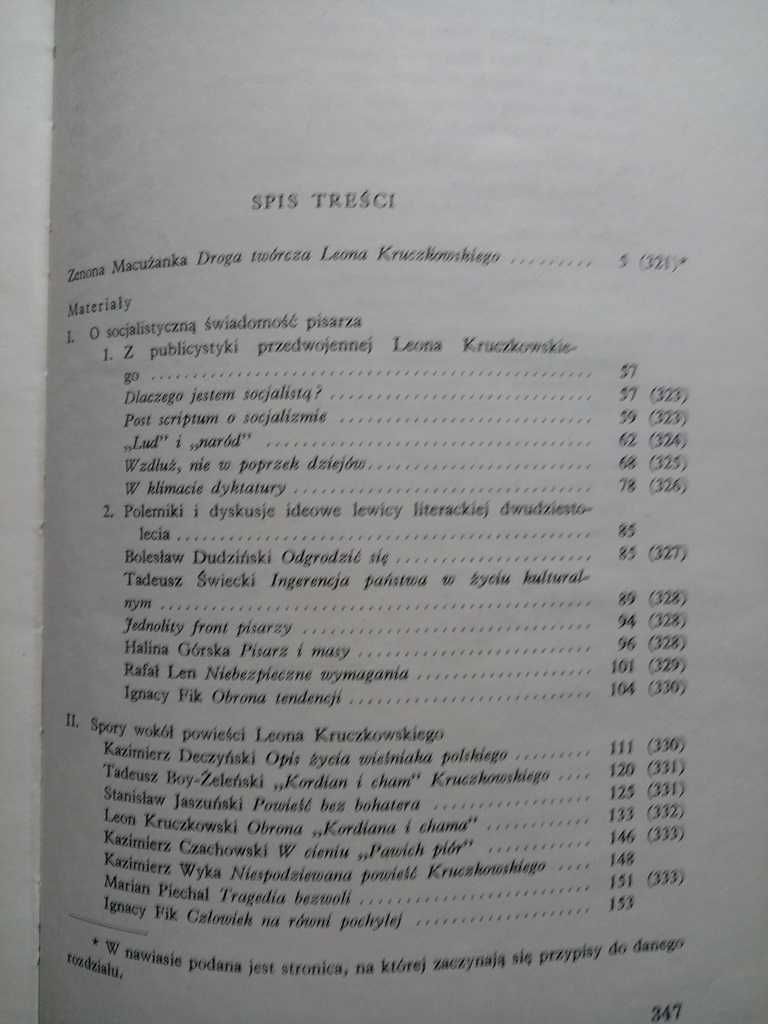 SPIS TREŚCI
Zenona Macużanka Droga twórcza Leona Kruczkowskiego ......... 5 (321)*
Materiały
I. O socjalistyczną świadomość pisarza
1. Z publicystyki przedwojennej Leona Kruczkowskie-
go ............................................ 57
Dlaczego jestem socjalistą? ........................... 57 (323)
Post scriptum o socjalizmie .......................... 59 (323)
„Lud" i „naród" ................................. 62 (324)
Wzdłuż, nie w poprzek dziejów....................... 68 (325)
W klimacie dyktatury .............................. 78 (326)
2. Polemiki i dyskusje ideowe lewicy literackiej dwudziesto-
lecia .......................................... 85
Bolesław Dudziński Odgrodzić się .................... 85 (327)
Tadeusz Świecki Ingerencja państwa w życiu kultural-
nym ........................................... 89 (328)
Jednolity front pisarzy ............................. 94 (328)
Halina Górska Pisarz i masy ........................ 96 (328)
Rafał Len Niebezpieczne wymagania .................. 101 (329)
Ignacy Fik Obrona tendencji ......................... 104 (330)
II. Spory wokół powieści Leona Kruczkowskiego
Kazimierz Deczyński Opis życia wieśniaka polskiego ......... 111 (330)
Tadeusz Boy-Żeleński „Kordian i cham" Kruczkowskiego .... 120 (331)
Stanisław Jaszuński Powieść bez bohatera ................ 125 (331)
Leon Kruczkowski Obrona „Kordiana i chama" ........... 133 (332)
Kazimierz Czachowski W cieniu „Pawich piór" ........... 146 (333)
Kazimierz Wyka Niespodziewana powieść Kruczkowskiego .... 148
Marian Piechal Tragedia bezwoli ........................ 151 (333)
Ignacy Fik Człowiek na równi pochyłej .................. 153
* W nawiasie podana jest stronica, na której zaczynają się przypisy do danego
rozdziału.
347